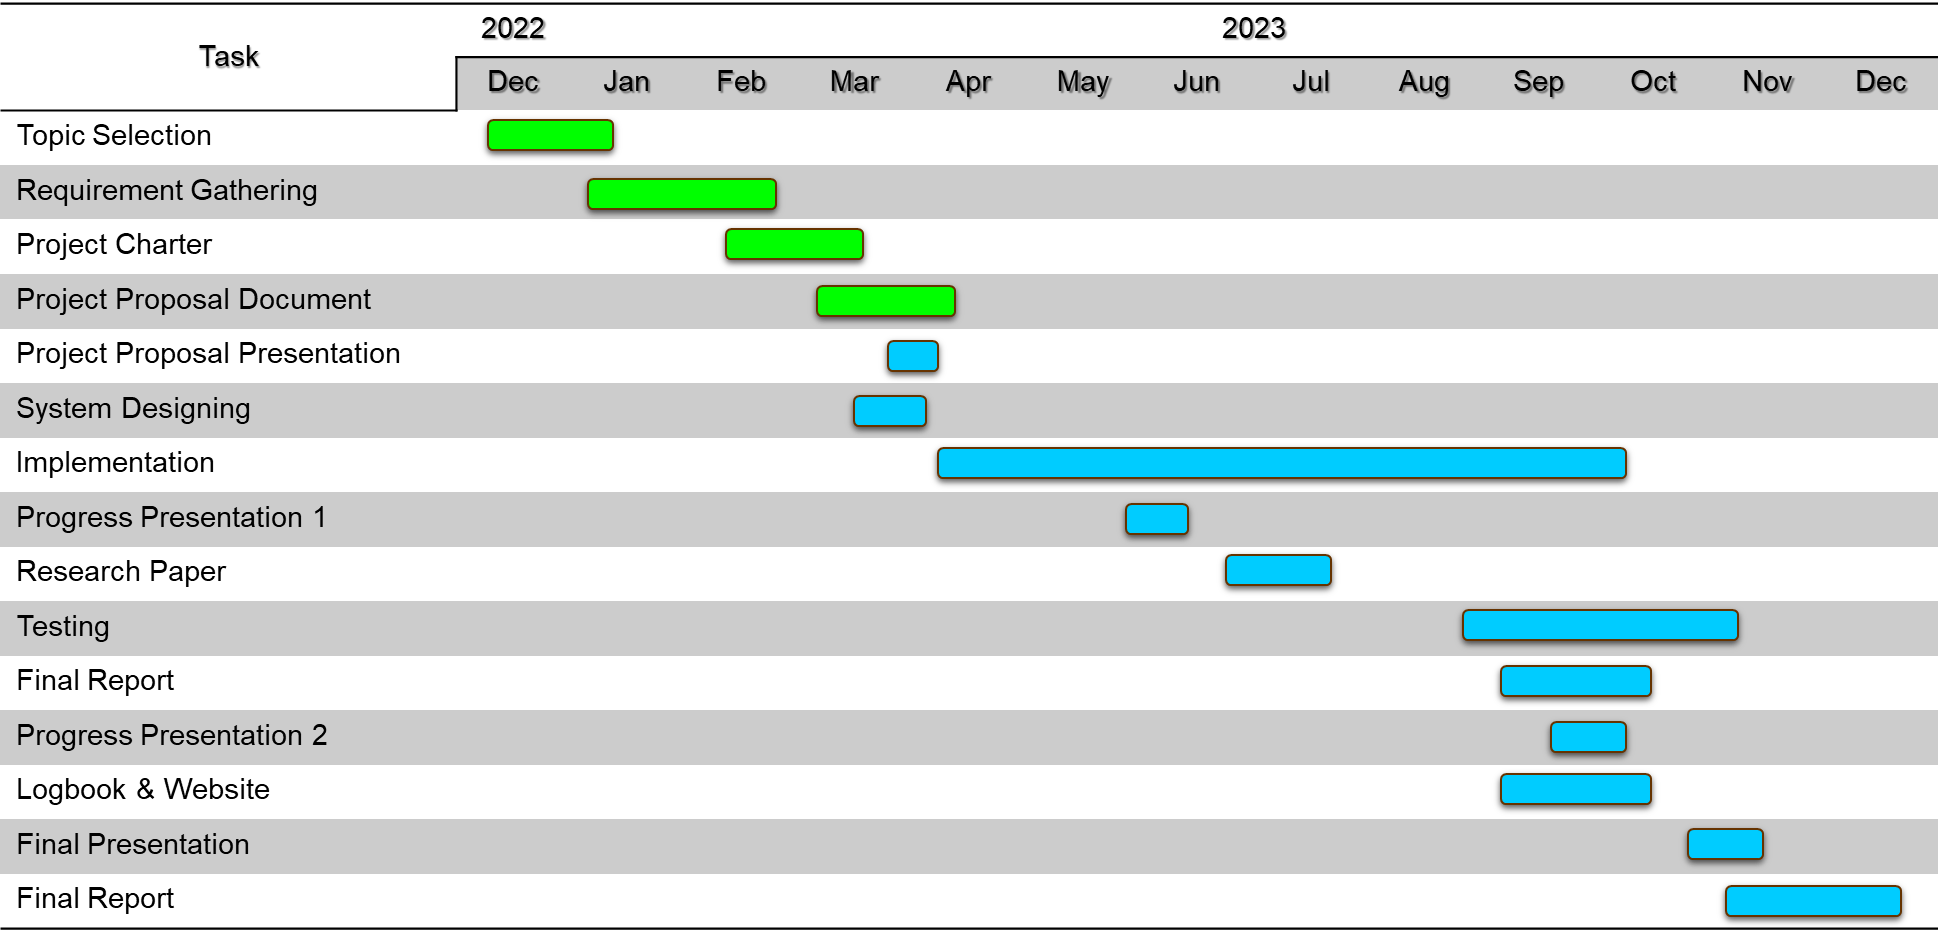 2022 2023
Task
Dec Jan Feb Mar Apr May Jun Jul Aug Sep Oct Nov Dec
Topic Selection
Requirement Gathering
Project Charter
Project Proposal Document
Project Proposal Presentation
System Designing
Implementation
Progress Presentation 1
Research Paper
Testing
Final Report
Progress Presentation 2
Logbook & Website
Final Presentation
Final Report